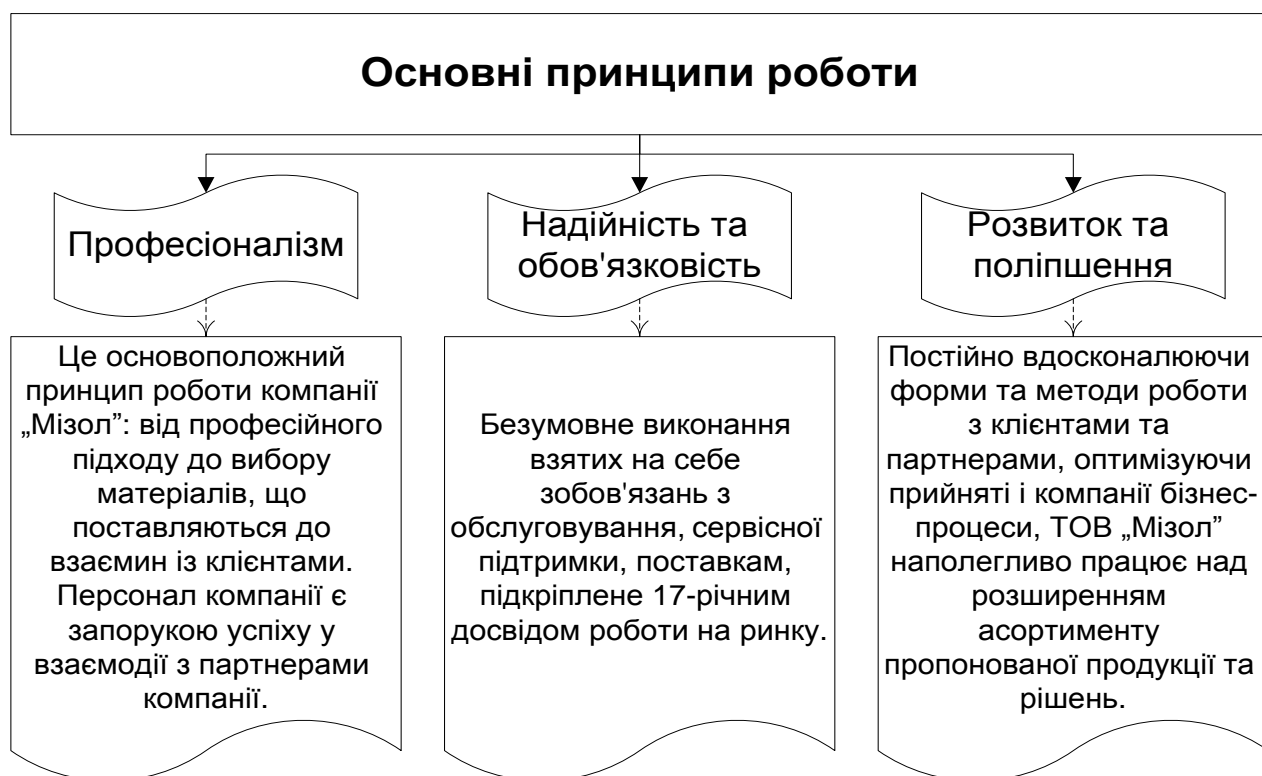 Основні принципи роботи
Професіоналізм
Надійність та
обов'язковість
Розвиток та
поліпшення
Це основоположний
принцип роботи компанії
„Мізол”: від професійного
підходу до вибору
матеріалів, що
поставляються до
взаємин із клієнтами.
Персонал компанії є
запорукою успіху у
взаємодії з партнерами
компанії.
Безумовне виконання
взятих на себе
зобов'язань з
обслуговування, сервісної
підтримки, поставкам,
підкріплене 17-річним
досвідом роботи на ринку.
Постійно вдосконалюючи
форми та методи роботи
з клієнтами та
партнерами, оптимізуючи
прийняті і компанії бізнес-
процеси, ТОВ „Мізол”
наполегливо працює над
розширенням
асортименту
пропонованої продукції та
рішень.